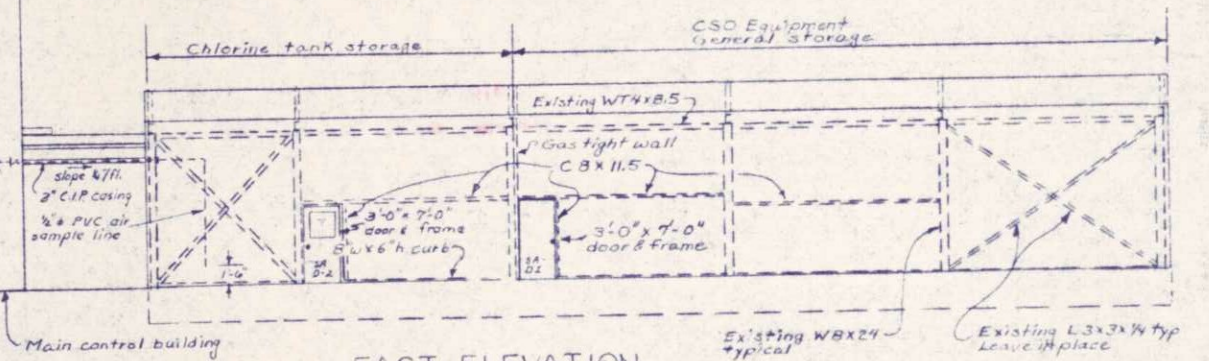 CSO Equipment
General storage
Chlorine tank storage
Existing WT4x8.5
Gas tight wall
C 8 x 11.5
slope 1/4"/ft.
2" C.I.P. casing
1/2" ø PVC air
sample line
3'-0" x 7'-0"
door & frame
8"w x 6"h curb
3'-0" x 7'-0"
door & frame
1'-6
SA
D-2
SA-
D1
Main control building
Existing W8x24
typical
Existing L3x3x1/4 typ
Leave in place
EAST ELEVATION